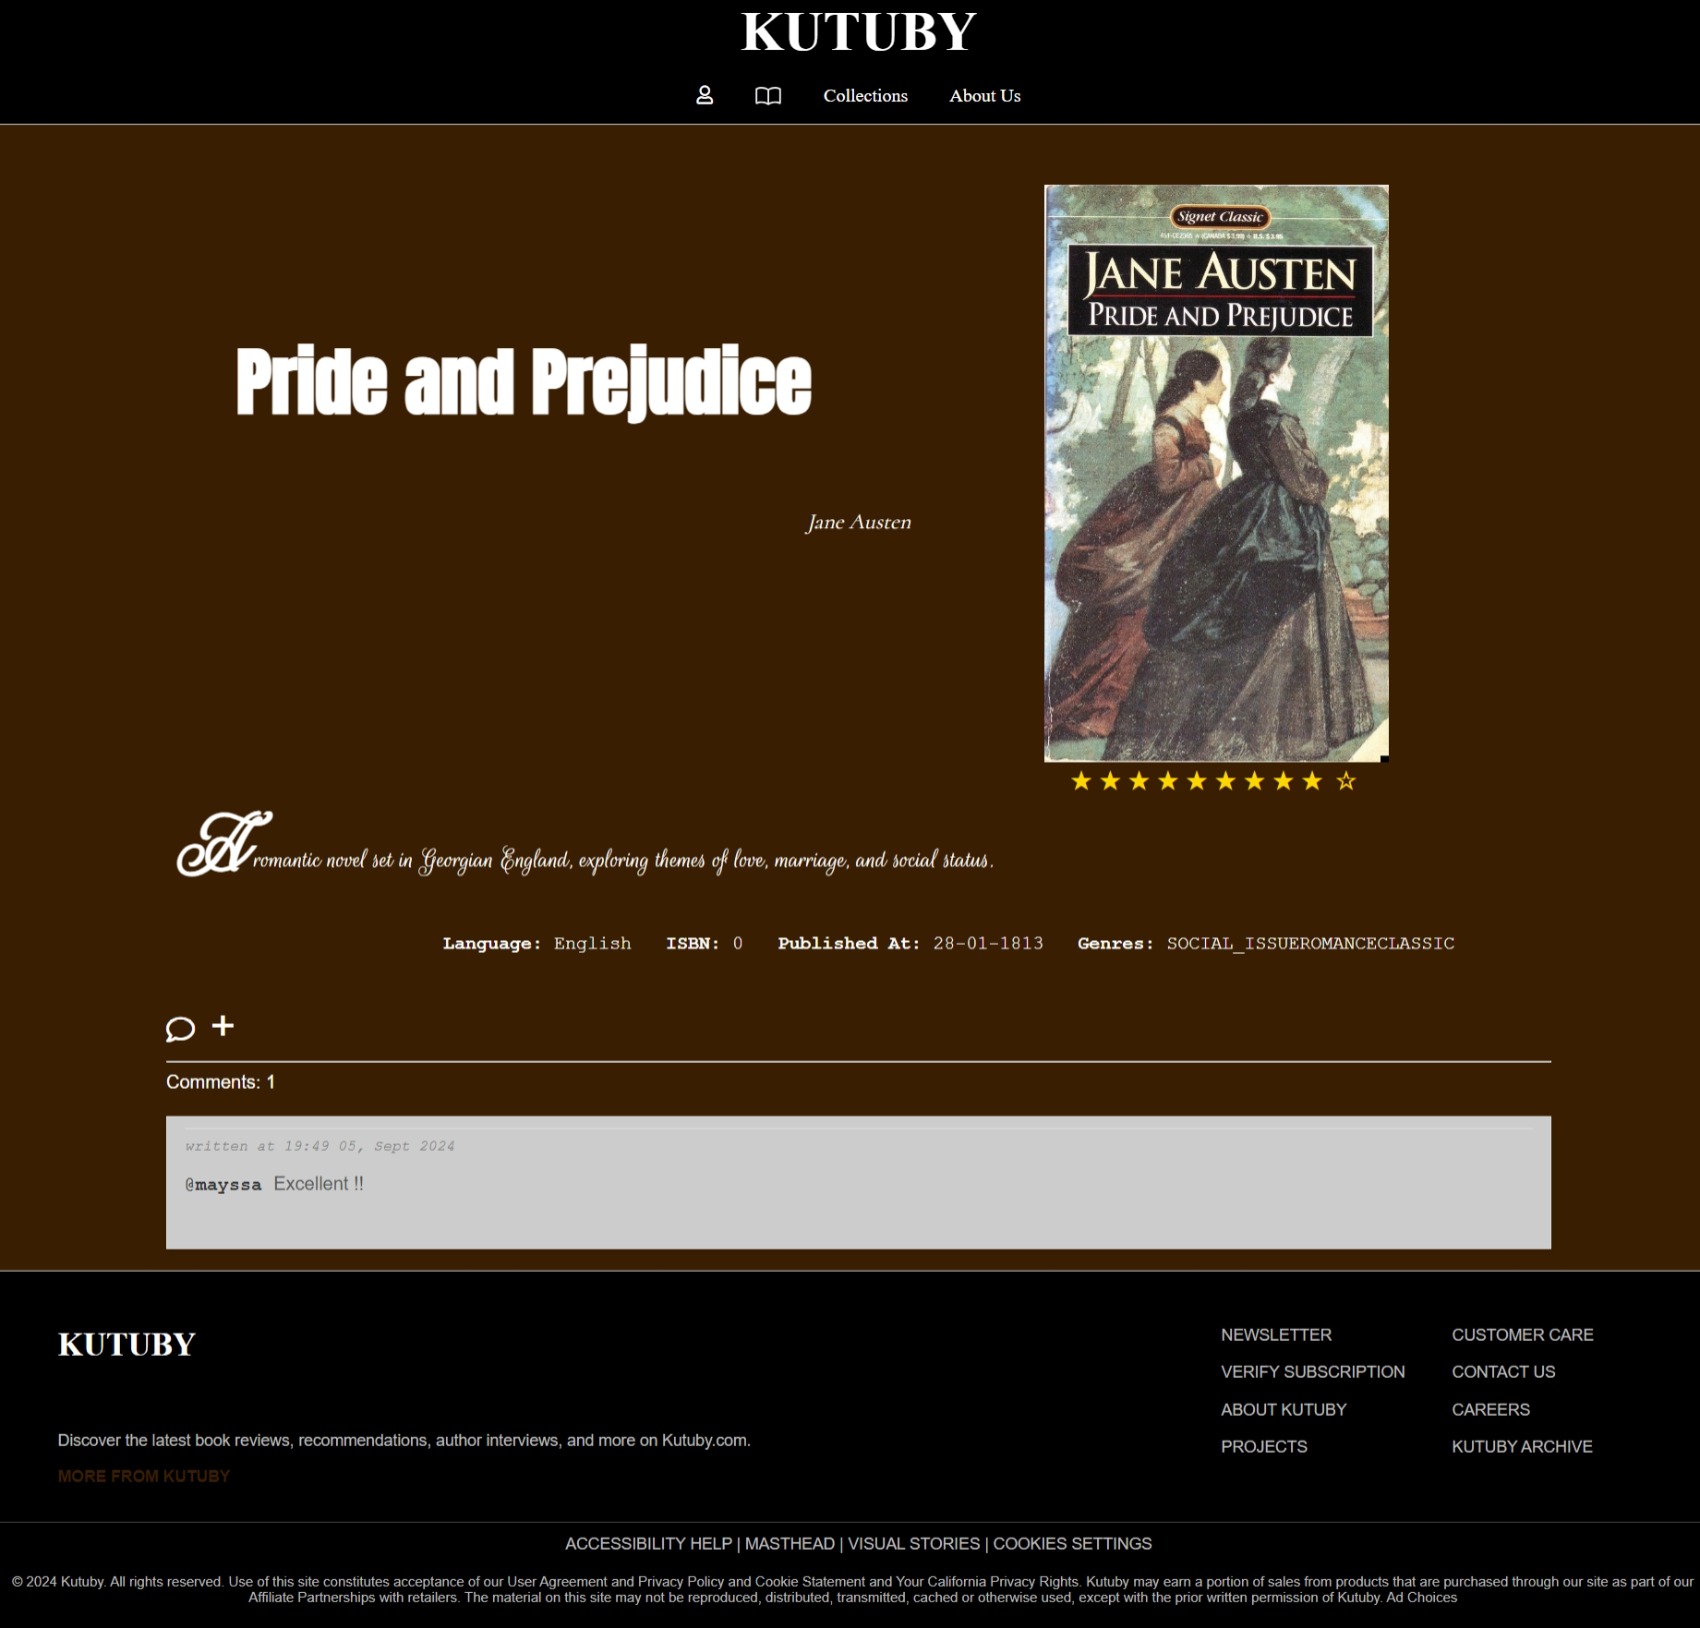 KUTUBY
Collections About Us
Signet Classic
JANE AUSTEN
PRIDE AND PREJUDICE
Pride and Prejudice
Jane Austen
A romantic novel set in Georgian England, exploring themes of love, marriage, and social status.
Language: English ISBN: 0 Published At: 28-01-1813 Genres: SOCIAL_ISSUEROMANCECLASSIC
Comments: 1
written at 19:49 05, Sept 2024
@mayssa Excellent !!
KUTUBY
Discover the latest book reviews, recommendations, author interviews, and more on Kutuby.com.
MORE FROM KUTUBY
NEWSLETTER
VERIFY SUBSCRIPTION
ABOUT KUTUBY
PROJECTS
CUSTOMER CARE
CONTACT US
CAREERS
KUTUBY ARCHIVE
ACCESSIBILITY HELP | MASTHEAD | VISUAL STORIES | COOKIES SETTINGS
© 2024 Kutuby. All rights reserved. Use of this site constitutes acceptance of our User Agreement and Privacy Policy and Cookie Statement and Your California Privacy Rights. Kutuby may earn a portion of sales from products that are purchased through our site as part of our
Affiliate Partnerships with retailers. The material on this site may not be reproduced, distributed, transmitted, cached or otherwise used, except with the prior written permission of Kutuby. Ad Choices